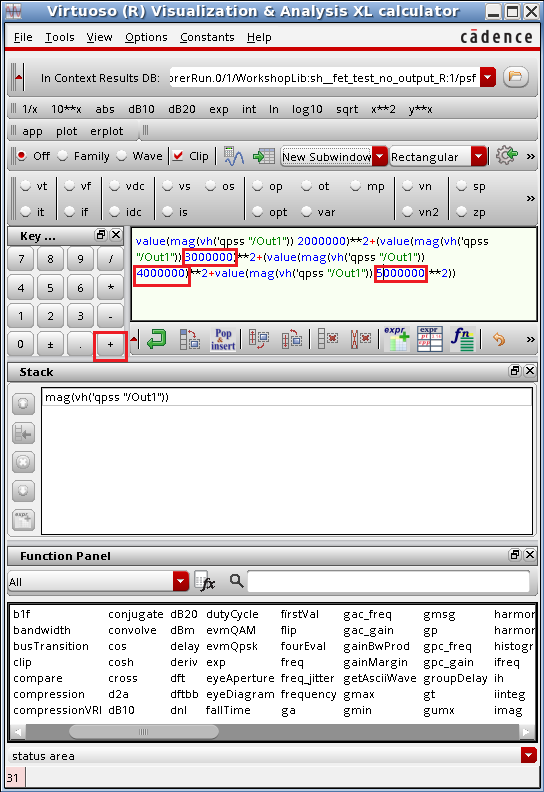 Virtuoso (R) Visualization & Analysis XL calculator
File Tools View Options Constants Help cādence
In Context Results DB: orerRun.0/1/WorkshopLib:sh__fet_test_no_output_R:1/psf
1/x 10**x abs dB10 dB20 exp int ln log10 sqrt x**2 y**x
app plot erplot
Off Family Wave Clip New Subwindow Rectangular »
vt vf vdc vs os op ot mp vn sp
it if idc is opt var vn2 zp »
Key ...
7 8 9 /
4 5 6 *
1 2 3 -
0 ± . +
value(mag(vh('qpss "/Out1")) 2000000)**2+(value(mag(vh('qpss
"/Out1")) 3000000)**2+(value(mag(vh('qpss "/Out1"))
4000000)**2+value(mag(vh('qpss "/Out1")) 5000000 **2))
Pop & insert expr expr fn »
Stack
mag(vh('qpss "/Out1"))
expr
Function Panel
All fx
b1f conjugate dB20 dutyCycle firstVal gac_freq gmsg harmon
bandwidth convolve dBm evmQAM flip gac_gain gp harmon
busTransition cos delay evmQpsk fourEval gainBwProd gpc_freq histogr
clip cosh deriv exp freq gainMargin gpc_gain ifreq
compare cross dft eyeAperture freq_jitter getAsciiWave groupDelay ih
compression d2a dftbb eyeDiagram frequency gmax gt iinteg
compressionVRI dB10 dnl fallTime ga gmin gumx imag
status area
31